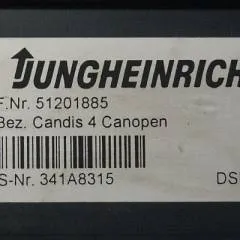 JUNGHEINRICH
F.Nr. 51201885
Bez. Candis 4 Canopen
S-Nr. 341A8315 DS